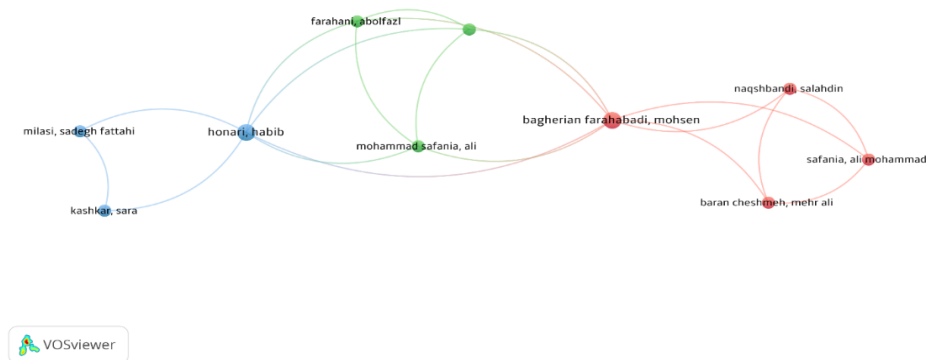 farahani, abolfazl
naqshbandi, salahdin
bagherian farahabadi, mohsen
milasi, sadegh fattahi
honari, habib
mohammad safania, ali
safania, ali mohammad
kashkar, sara
baran cheshmeh, mehr ali
VOSviewer